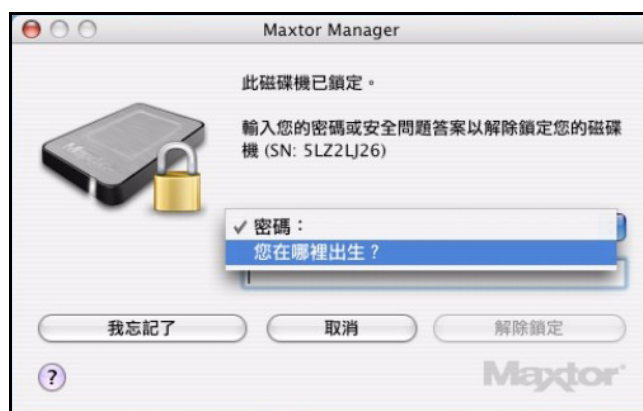 Maxtor Manager
此磁碟機已鎖定。
輸入您的密碼或安全問題答案以解除鎖定您的磁碟
機 (SN: 5LZ2LJ26)
✓ 密碼：
您在哪裡出生？
我忘記了
取消
解除鎖定
?
Maxtor